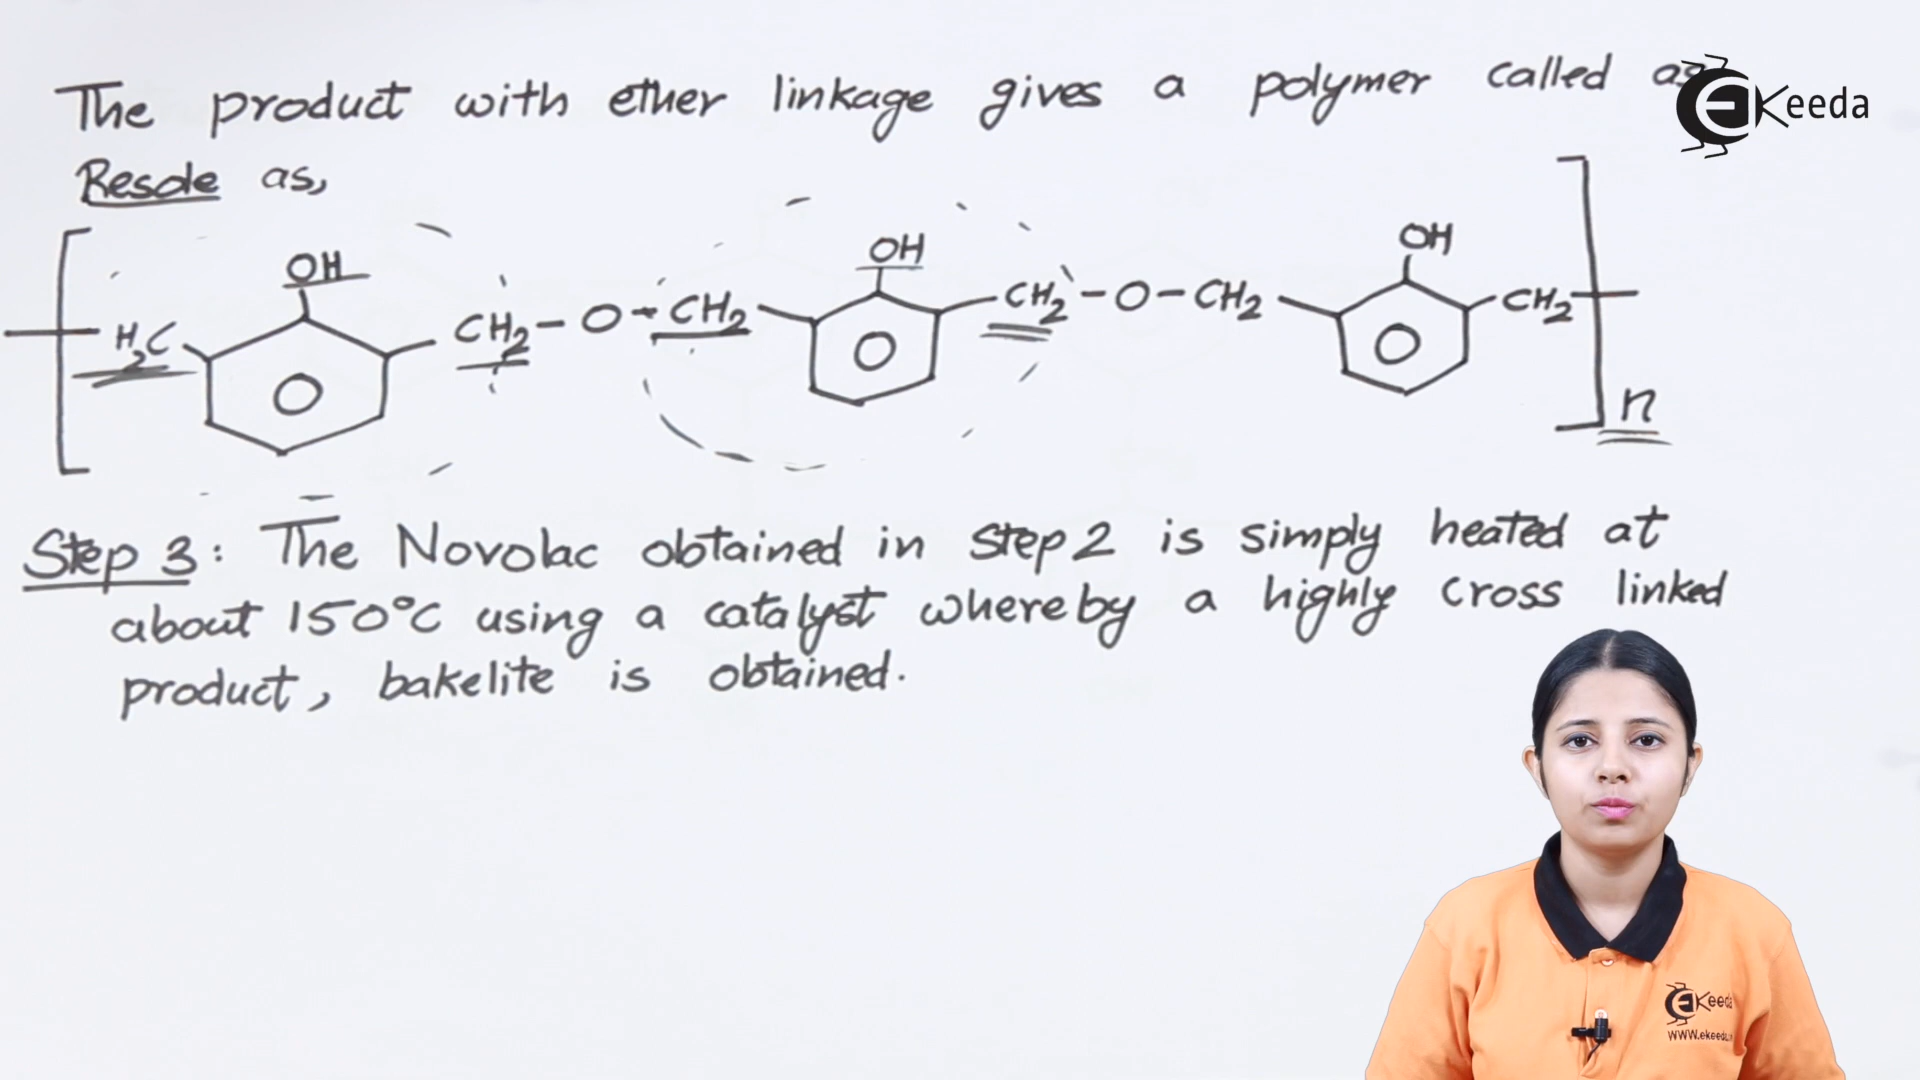 The product with ether linkage gives a polymer called as
Resole as,
OH OH OH
H₂C CH₂ - O - CH₂ CH₂ - O - CH₂ CH₂
n
Step 3: The Novolac obtained in Step 2 is simply heated at
about 150°C using a catalyst whereby a highly cross linked
product, bakelite is obtained.
EKeeda
EKeeda